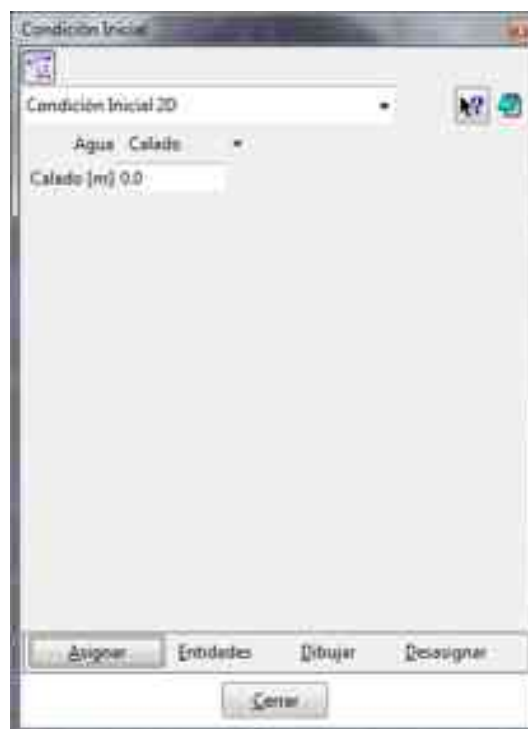 Condición Inicial
Condición Inicial 2D
Agua Calado
Calado [m] 0.0
Asignar Entidades Dibujar Desasignar
Cerrar